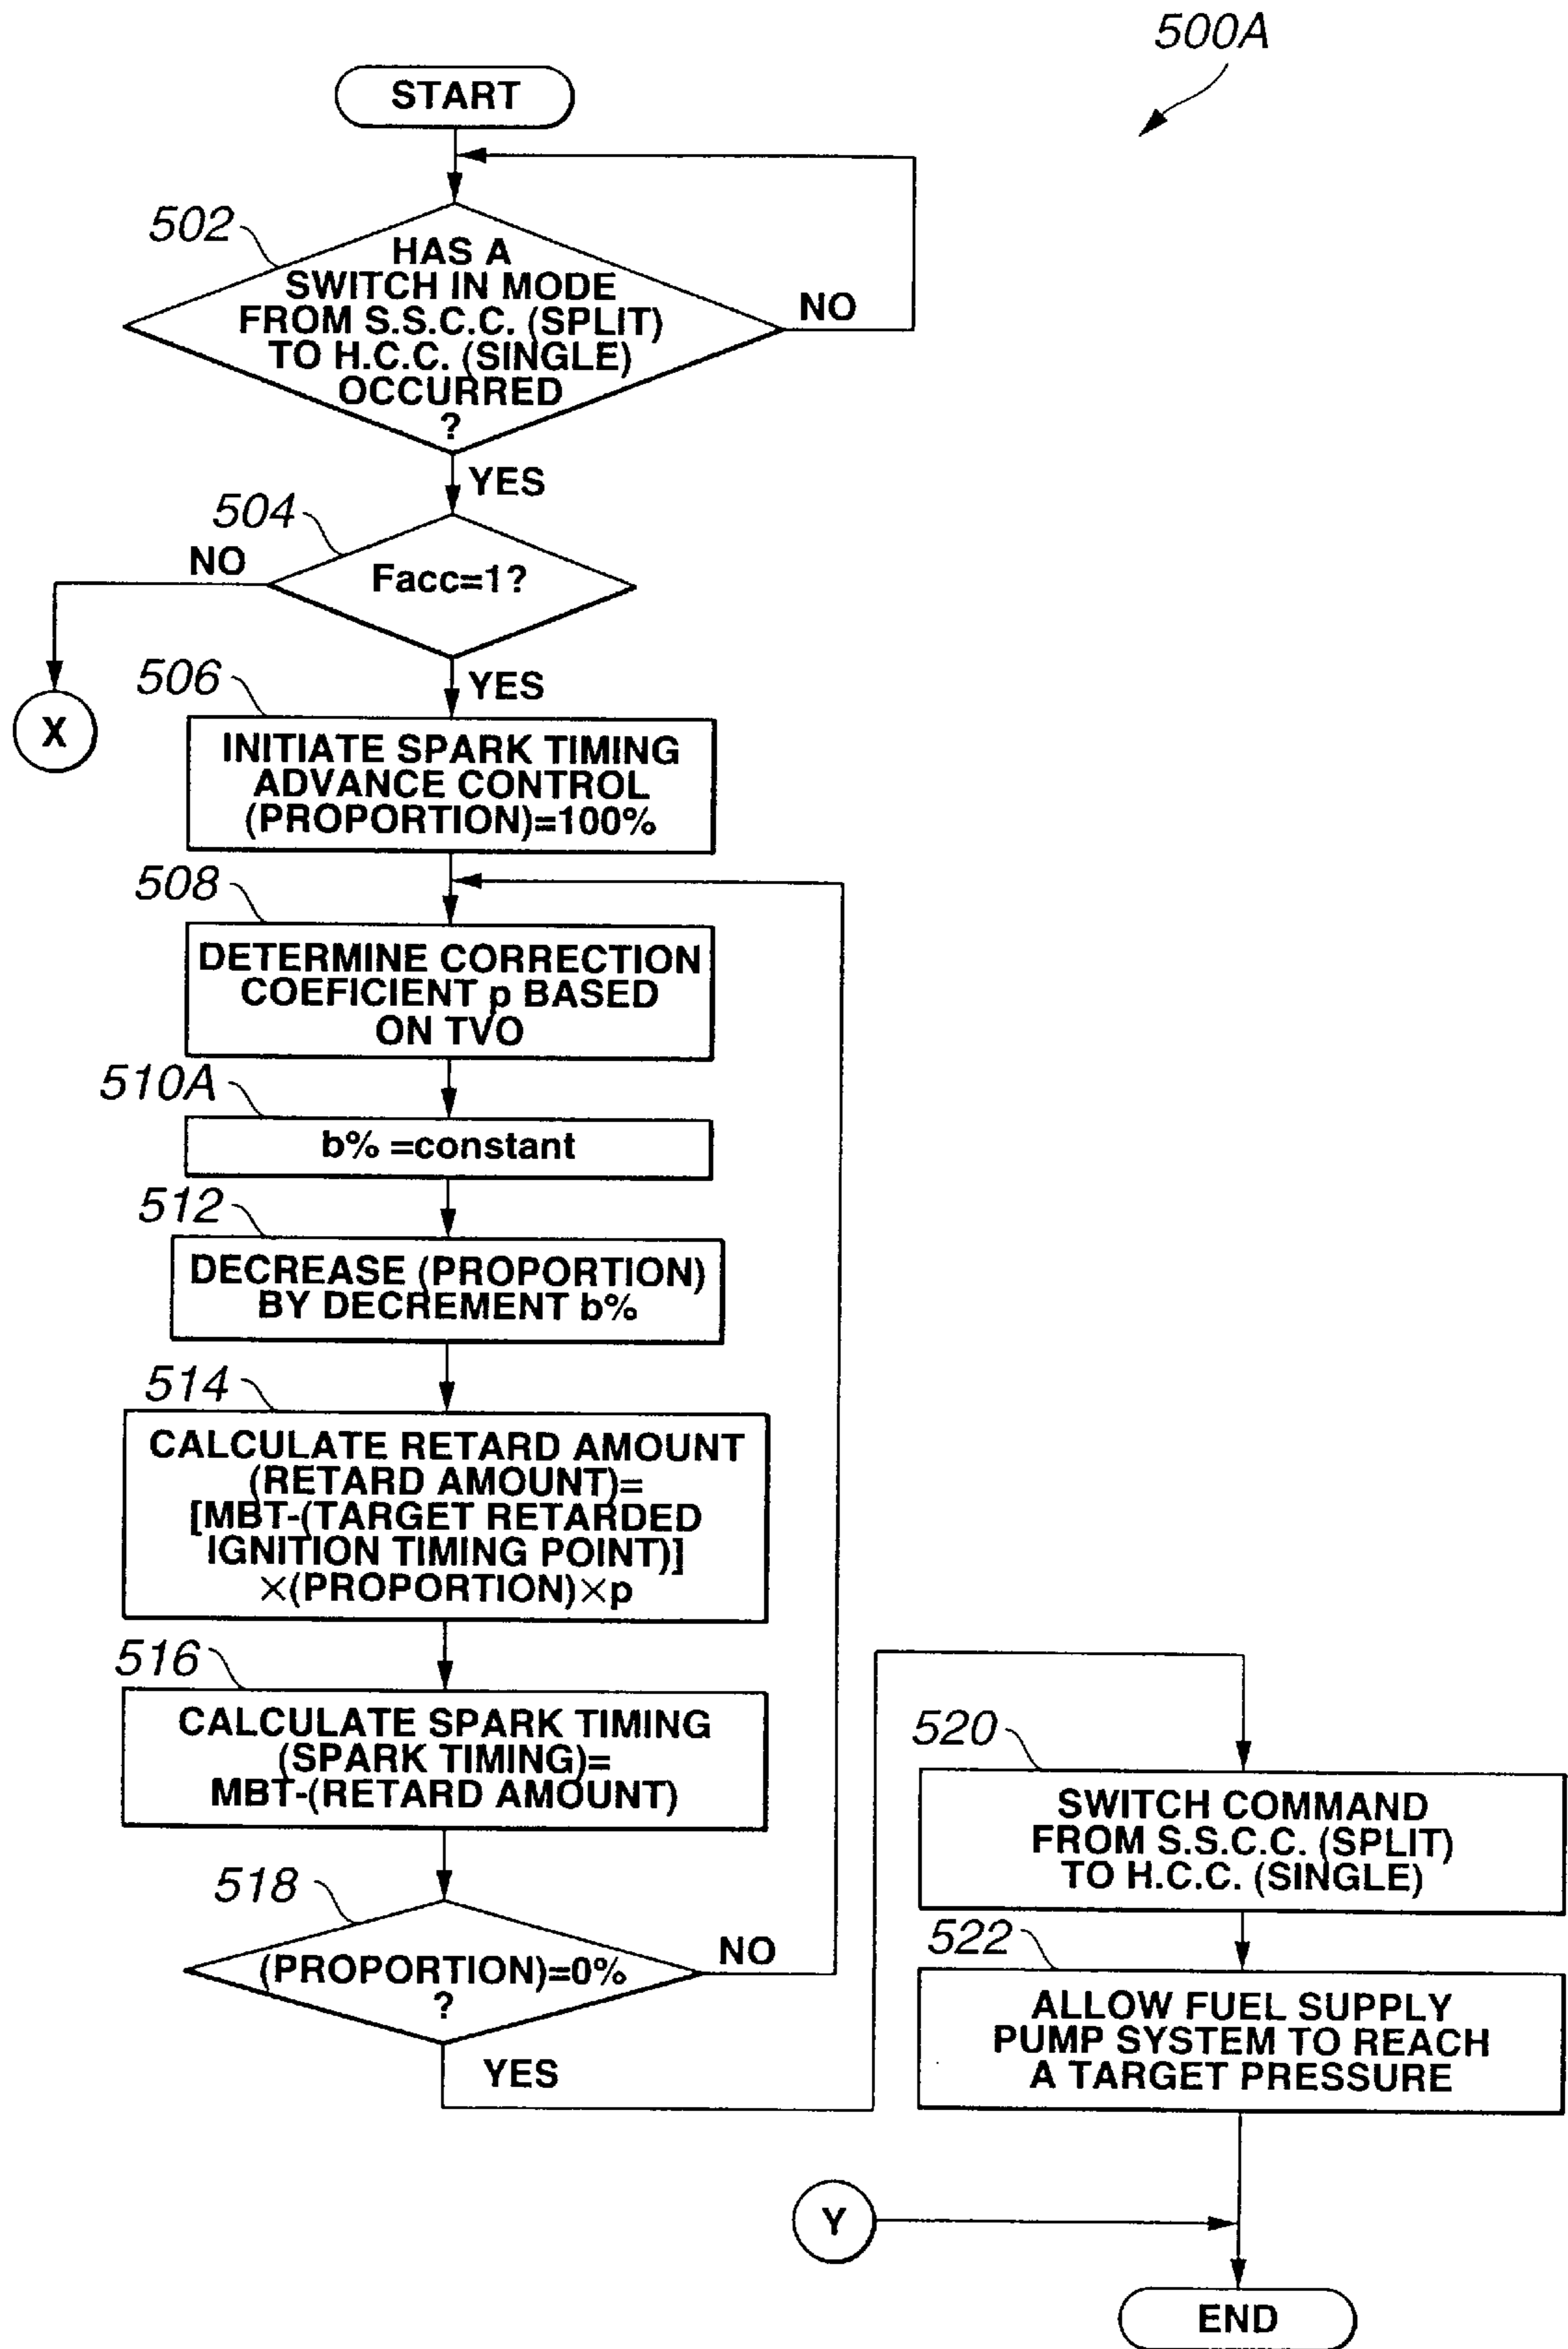 500A
START
502
HAS A
SWITCH IN MODE
FROM S.S.C.C. (SPLIT)
TO H.C.C. (SINGLE)
OCCURRED
?
NO
YES
504
NO
Facc=1?
X
YES
506
INITIATE SPARK TIMING
ADVANCE CONTROL
(PROPORTION)=100%
508
DETERMINE CORRECTION
COEFICIENT p BASED
ON TVO
510A
b% =constant
512
DECREASE (PROPORTION)
BY DECREMENT b%
514
CALCULATE RETARD AMOUNT
(RETARD AMOUNT)=
[MBT-(TARGET RETARDED
IGNITION TIMING POINT)]
×(PROPORTION)×p
516
CALCULATE SPARK TIMING
(SPARK TIMING)=
MBT-(RETARD AMOUNT)
518
(PROPORTION)=0%
?
NO
YES
520
SWITCH COMMAND
FROM S.S.C.C. (SPLIT)
TO H.C.C. (SINGLE)
522
ALLOW FUEL SUPPLY
PUMP SYSTEM TO REACH
A TARGET PRESSURE
Y
END